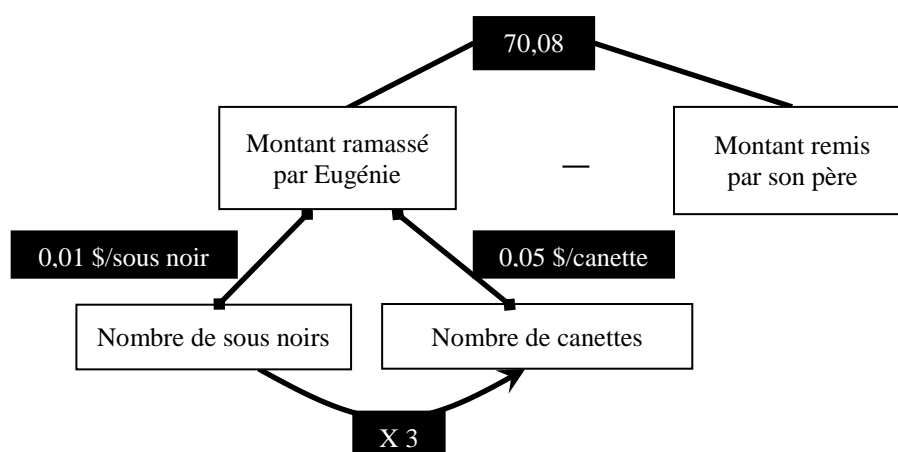 70,08
Montant ramassé
par Eugénie
—
Montant remis
par son père
0,01 $/sous noir
0,05 $/canette
Nombre de sous noirs
Nombre de canettes
X 3